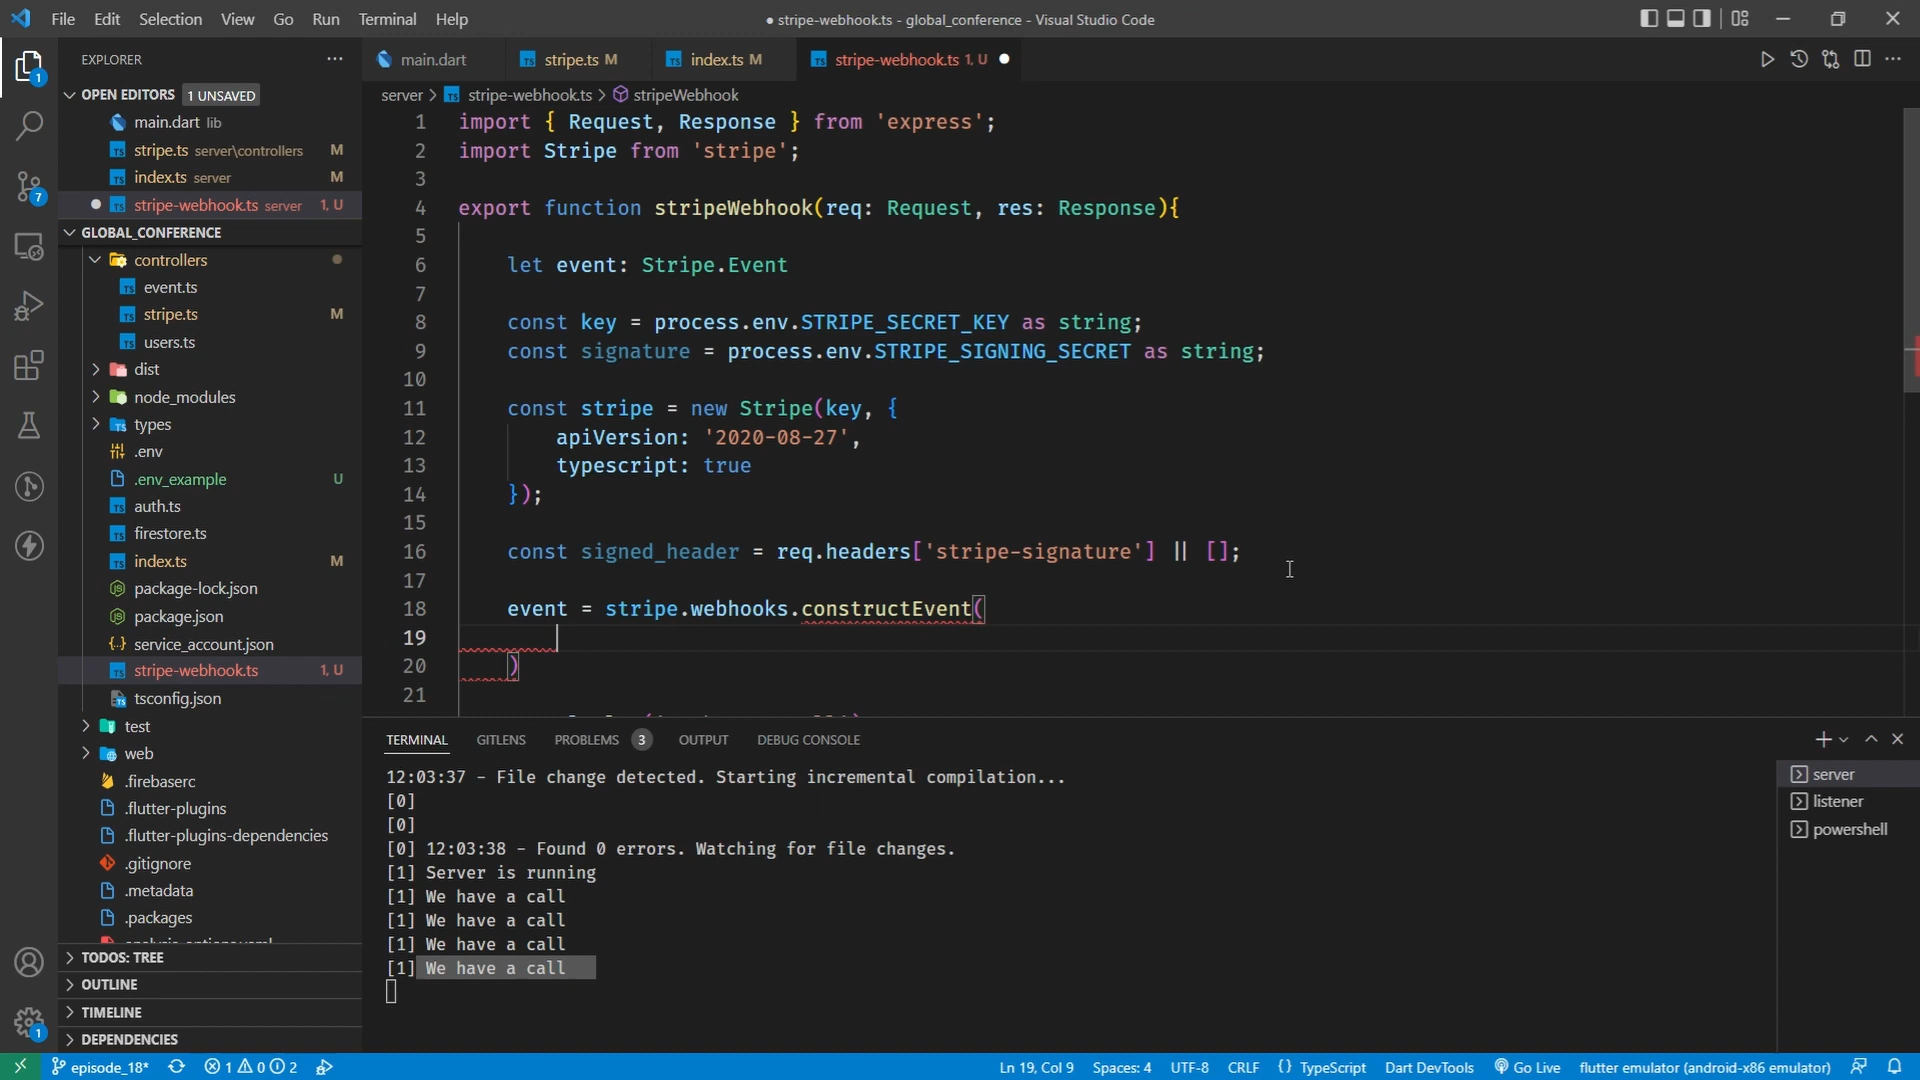 File Edit Selection View Go Run Terminal Help
● stripe-webhook.ts - global_conference - Visual Studio Code
EXPLORER
OPEN EDITORS 1 UNSAVED
main.dart lib
stripe.ts server\controllers M
index.ts server M
stripe-webhook.ts server 1, U
GLOBAL_CONFERENCE
controllers
event.ts
stripe.ts M
users.ts
dist
node_modules
types
.env
.env_example U
auth.ts
firestore.ts
index.ts M
package-lock.json
package.json
service_account.json
stripe-webhook.ts 1, U
tsconfig.json
test
web
.firebaserc
.flutter-plugins
.flutter-plugins-dependencies
.gitignore
.metadata
.packages
TODOS: TREE
OUTLINE
TIMELINE
DEPENDENCIES
1
7
1
main.dart
stripe.ts M
index.ts M
stripe-webhook.ts 1, U
server > stripe-webhook.ts > stripeWebhook
1 import { Request, Response } from 'express';
2 import Stripe from 'stripe';
3
4 export function stripeWebhook(req: Request, res: Response){
5
6 let event: Stripe.Event
7
8 const key = process.env.STRIPE_SECRET_KEY as string;
9 const signature = process.env.STRIPE_SIGNING_SECRET as string;
10
11 const stripe = new Stripe(key, {
12 apiVersion: '2020-08-27',
13 typescript: true
14 });
15
16 const signed_header = req.headers['stripe-signature'] || [];
17
18 event = stripe.webhooks.constructEvent(
19
20 )
21
TERMINAL GITLENS PROBLEMS 3 OUTPUT DEBUG CONSOLE
12:03:37 - File change detected. Starting incremental compilation...
[0]
[0]
[0] 12:03:38 - Found 0 errors. Watching for file changes.
[1] Server is running
[1] We have a call
[1] We have a call
[1] We have a call
[1] We have a call
server
listener
powershell
episode_18* 1 0 2
Ln 19, Col 9 Spaces: 4 UTF-8 CRLF {} TypeScript Dart DevTools Go Live flutter emulator (android-x86 emulator)